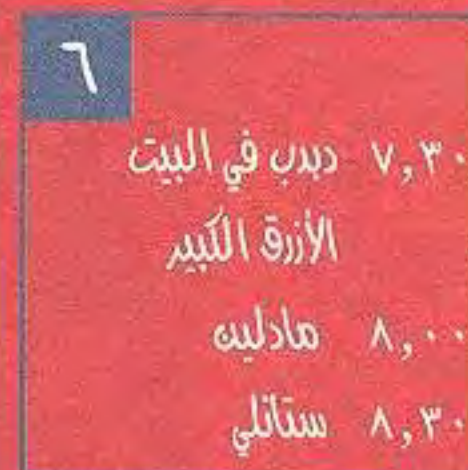 ٦
٧,٣٠ دبدب في البيت
الأزرق الكبير
٨,٠٠ مادلين
٨,٣٠ ستانلي